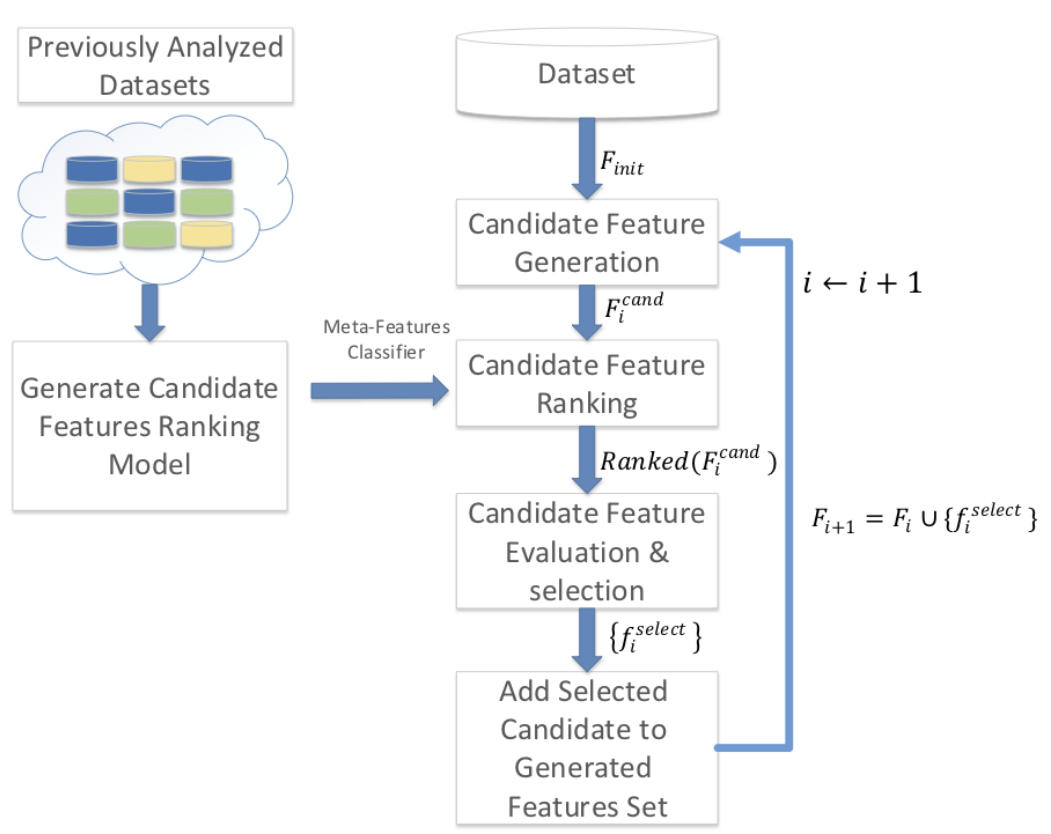 Previously Analyzed
Datasets
Generate Candidate
Features Ranking
Model
Meta-Features
Classifier
Dataset
F_{init}
Candidate Feature
Generation
F_i^{cand}
Candidate Feature
Ranking
Ranked(F_i^{cand})
Candidate Feature
Evaluation &
selection
{f_i^{select}}
Add Selected
Candidate to
Generated
Features Set
i ← i + 1
F_{i+1} = F_i ∪ {f_i^{select}}